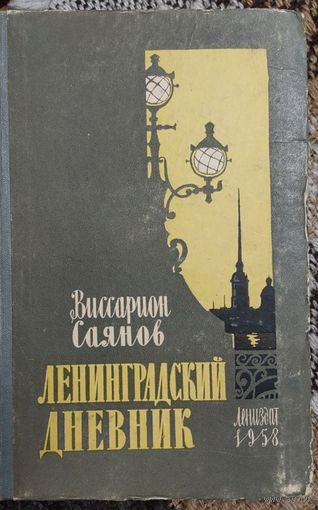 Виссарион
Саянов
ЛЕНИНГРАДСКИЙ
ДНЕВНИК
Лениздат
1958